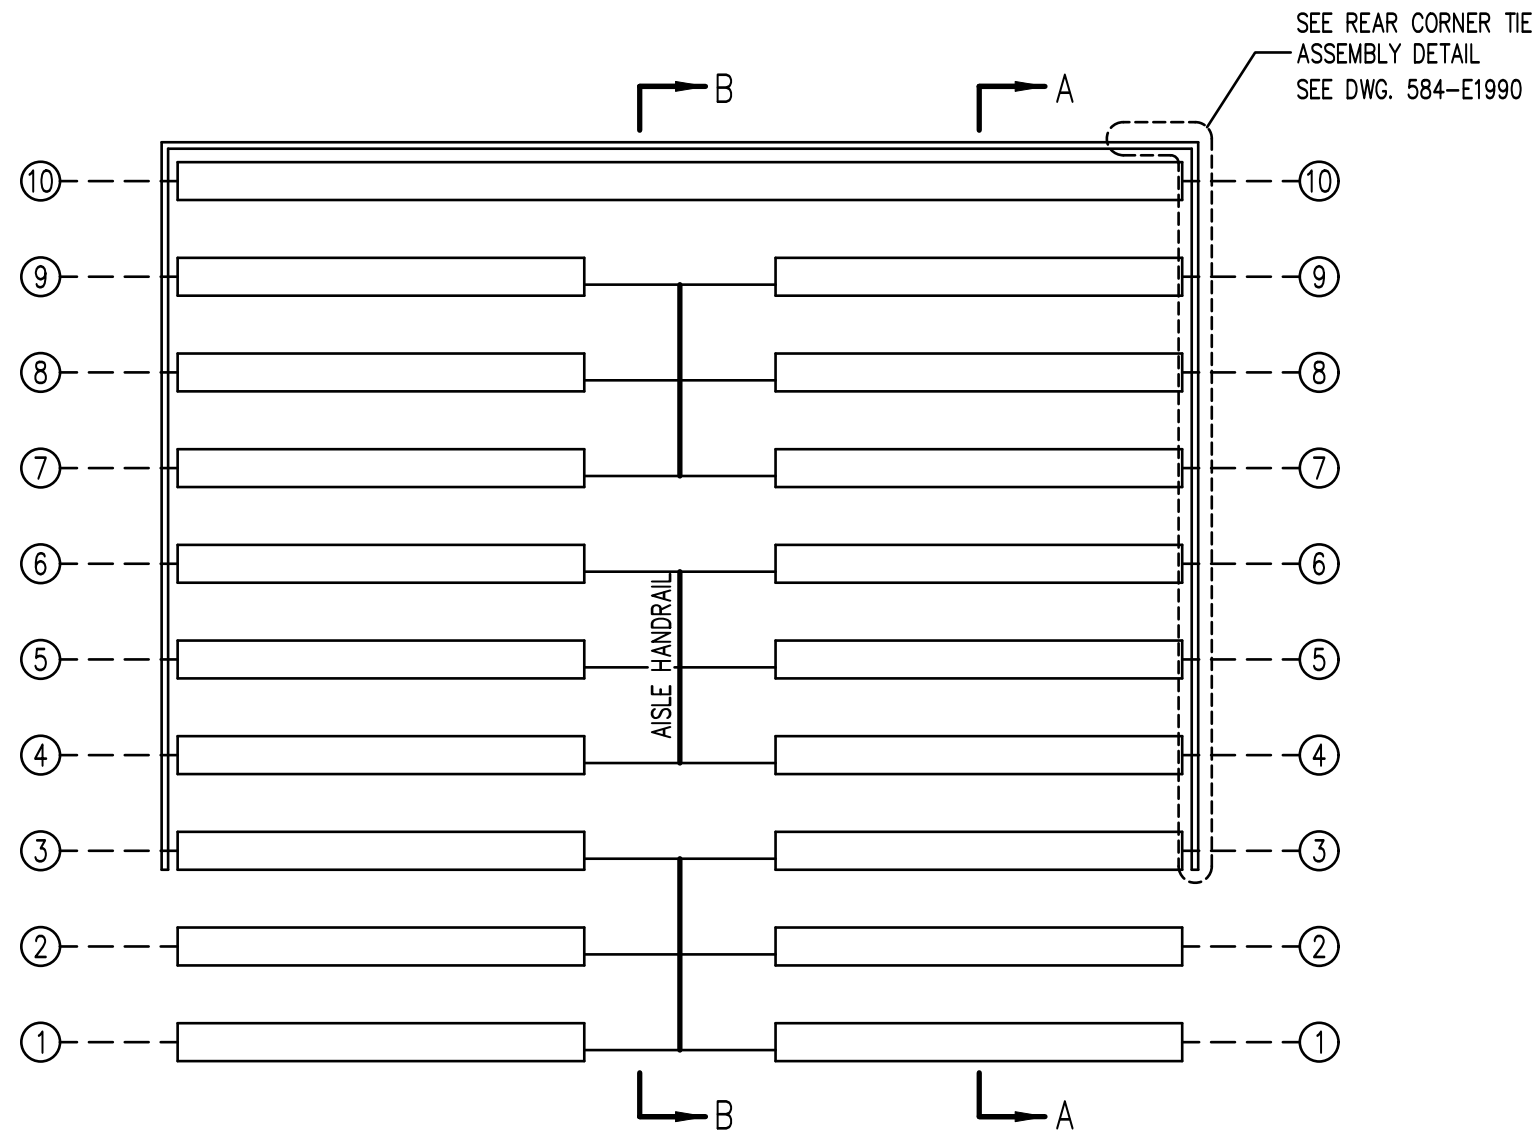 SEE REAR CORNER TIE
ASSEMBLY DETAIL
SEE DWG. 584-E1990
B A
10 10
9 9
8 8
7 7
6 6
AISLE HANDRAIL
5 5
4 4
3 3
2 2
1 1
B A